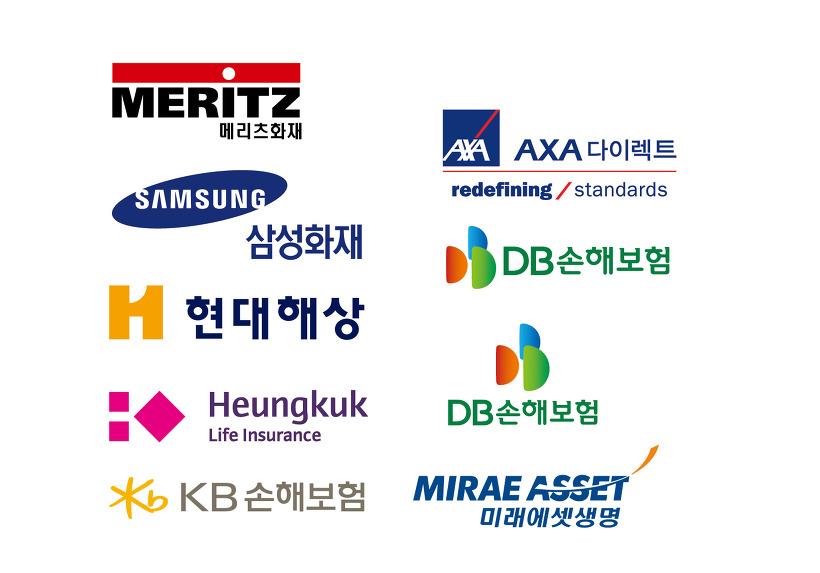 MERITZ
메리츠화재
SAMSUNG
삼성화재
현대해상
Heungkuk
Life Insurance
KB손해보험
AXA
AXA 다이렉트
redefining / standards
DB손해보험
DB손해보험
MIRAE ASSET
미래에셋생명